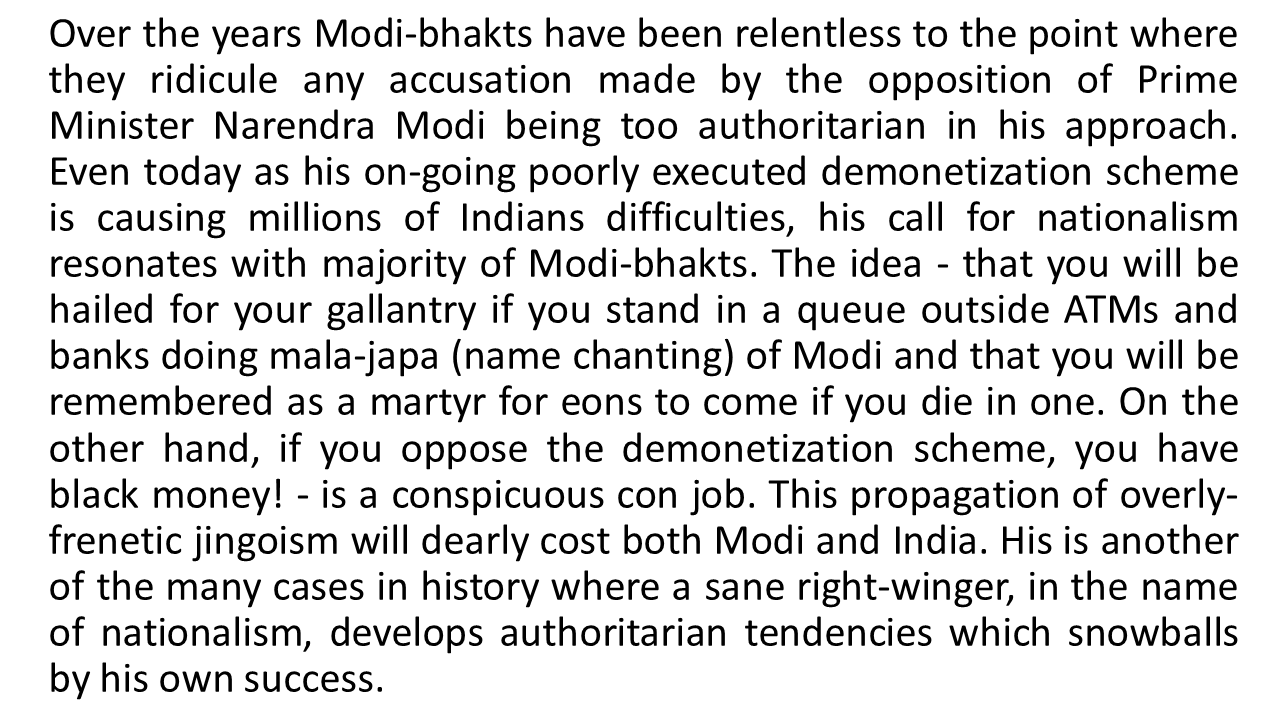 Over the years Modi-bhakts have been relentless to the point where
they ridicule any accusation made by the opposition of Prime
Minister Narendra Modi being too authoritarian in his approach.
Even today as his on-going poorly executed demonetization scheme
is causing millions of Indians difficulties, his call for nationalism
resonates with majority of Modi-bhakts. The idea - that you will be
hailed for your gallantry if you stand in a queue outside ATMs and
banks doing mala-japa (name chanting) of Modi and that you will be
remembered as a martyr for eons to come if you die in one. On the
other hand, if you oppose the demonetization scheme, you have
black money! - is a conspicuous con job. This propagation of overly-
frenetic jingoism will dearly cost both Modi and India. His is another
of the many cases in history where a sane right-winger, in the name
of nationalism, develops authoritarian tendencies which snowballs
by his own success.